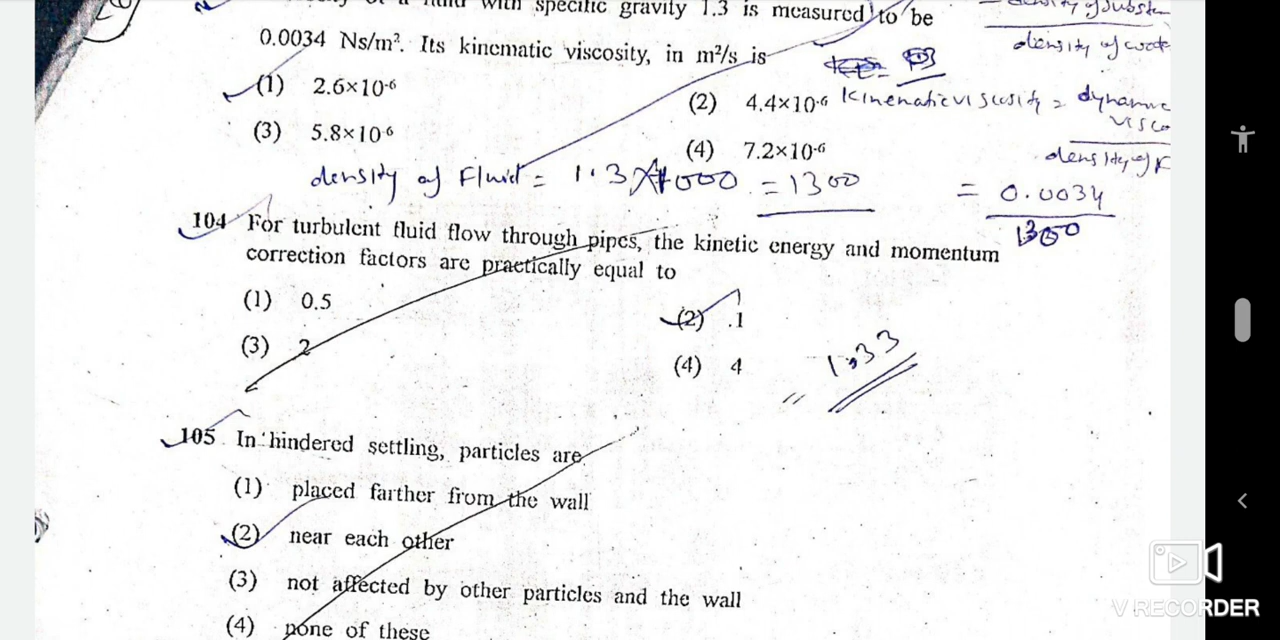 with specific gravity 1.3 is measured to be
density of
0.0034 Ns/m². Its kinematic viscosity, in m²/s is
(1) 2.6×10-6
(2) 4.4×10-6
Kinematic viscosity = dynamic
visco
(3) 5.8×10 6
(4) 7.2×10-6
density of F
density of Fluid = 1.3 × 1000 = 1300
= 0.0034
1300
104 For turbulent fluid flow through pipes, the kinetic energy and momentum
correction factors are practically equal to
(1) 0.5
(2) .1
(3) 2
(4) 4
1.33
105 In hindered settling, particles are
(1) placed farther from the wall
(2) near each other
(3) not affected by other particles and the wall
(4) none of these
V RECORDER